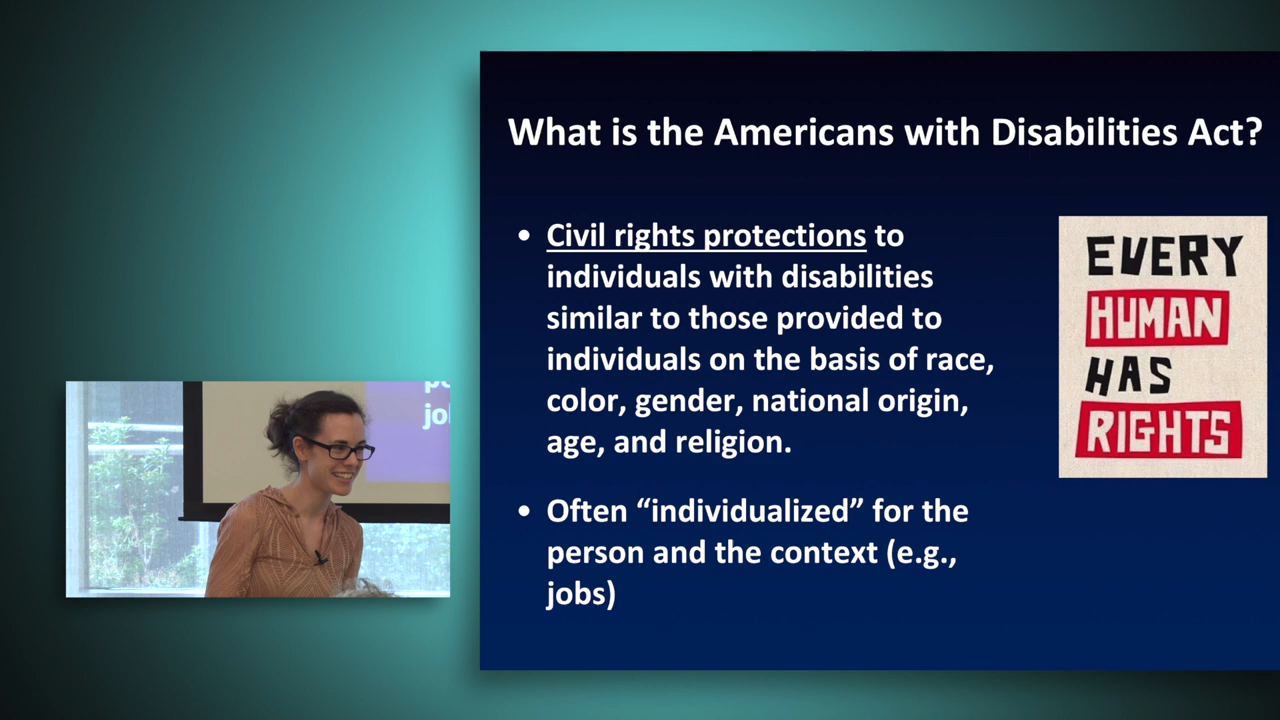 What is the Americans with Disabilities Act?
• Civil rights protections to
individuals with disabilities
similar to those provided to
individuals on the basis of race,
color, gender, national origin,
age, and religion.
• Often “individualized” for the
person and the context (e.g.,
jobs)
EVERY
HUMAN
HAS
RIGHTS